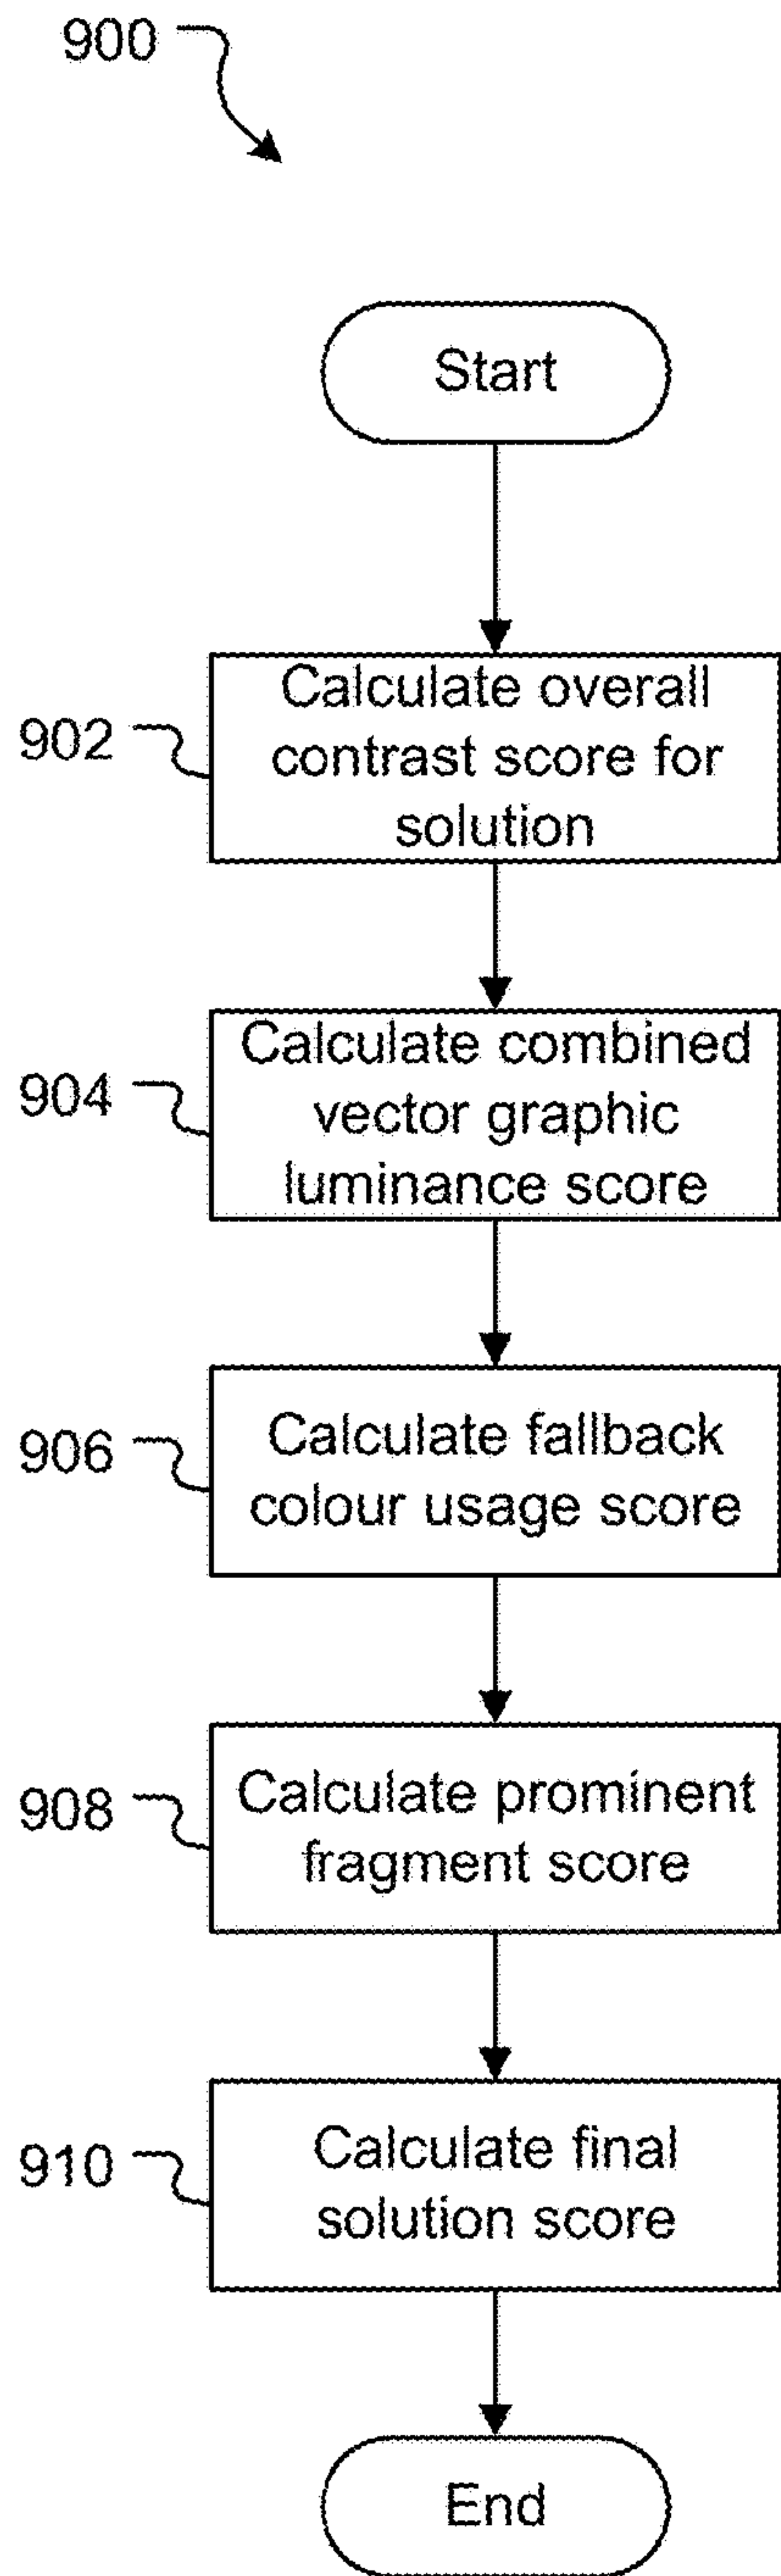 900
Start
902
Calculate overall
contrast score for
solution
904
Calculate combined
vector graphic
luminance score
906
Calculate fallback
colour usage score
908
Calculate prominent
fragment score
910
Calculate final
solution score
End